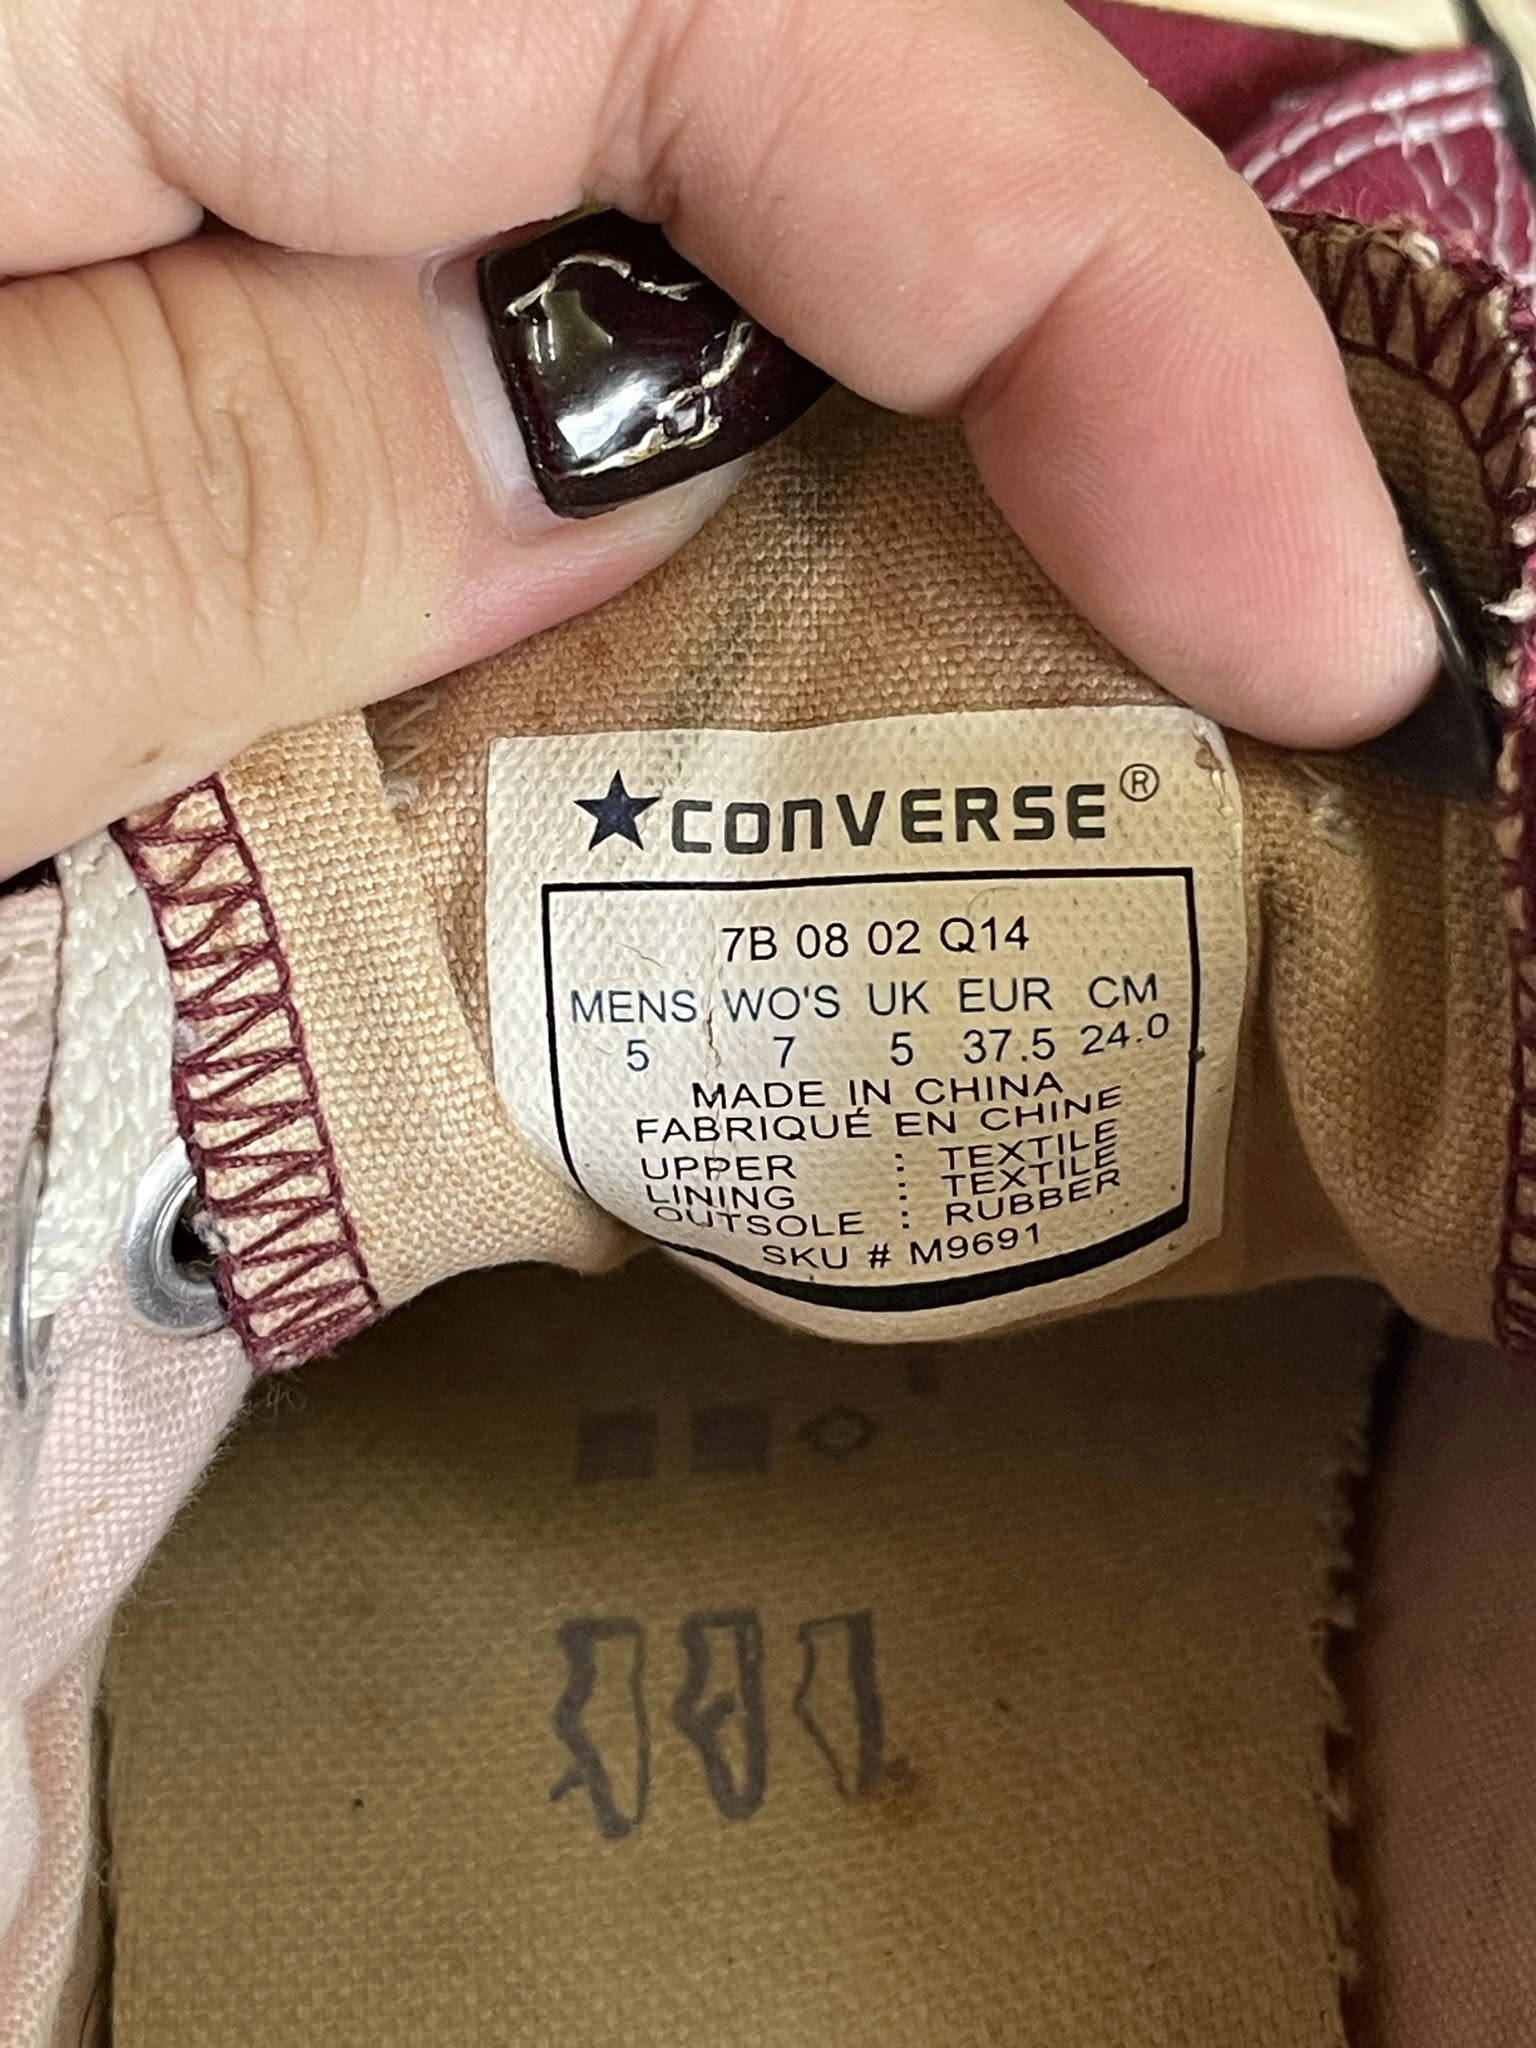 ★CONVERSE®
7B 08 02 Q14
MENS WO'S UK EUR CM
5 7 5 37.5 24.0
MADE IN CHINA
FABRIQUÉ EN CHINE
UPPER : TEXTILE
LINING : TEXTILE
OUTSOLE : RUBBER
SKU # M9691